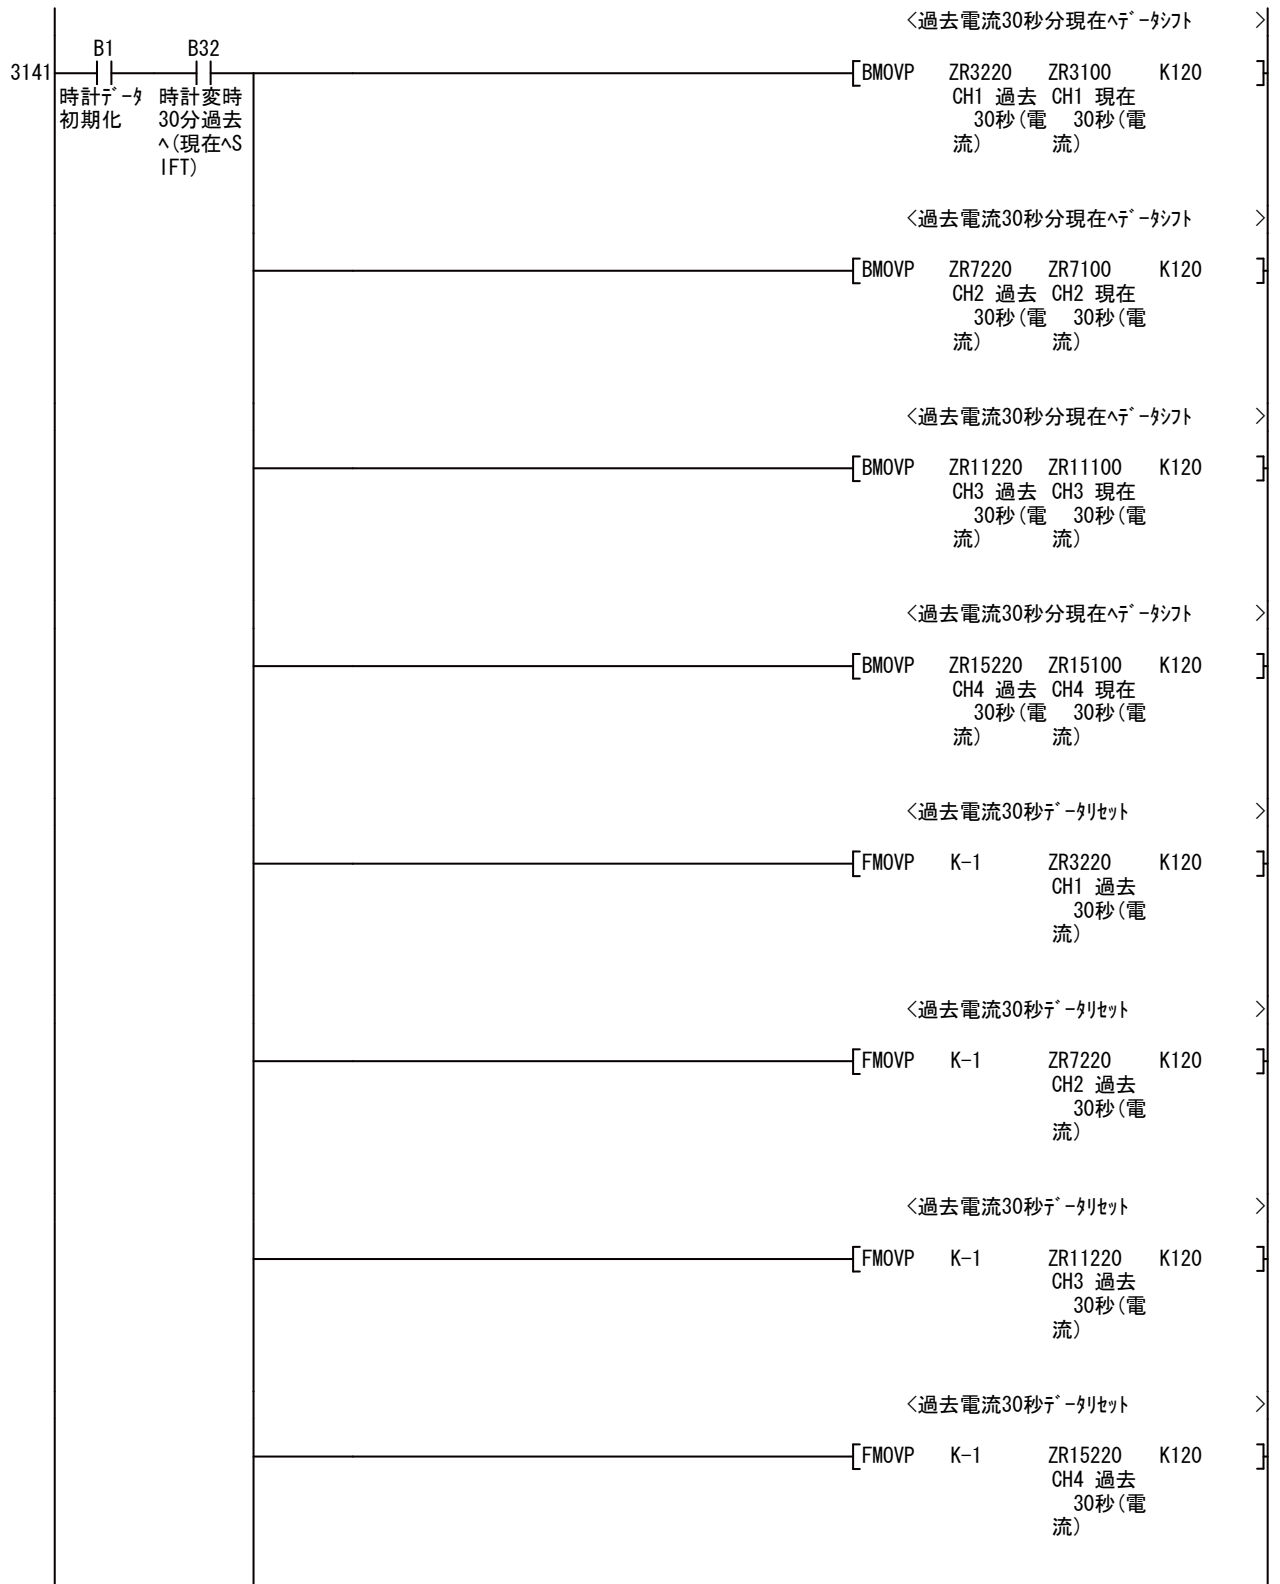 <過去電流30秒分現在ﾍﾃﾞｰﾀｼﾌﾄ >
B1 B32
3141 [BMOVP ZR3220 ZR3100 K120 ]
時計ﾃﾞｰﾀ 時計変時 CH1 過去 CH1 現在
初期化 30分過去 30秒(電 30秒(電
ﾍ(現在ﾍS 流) 流)
IFT)
<過去電流30秒分現在ﾍﾃﾞｰﾀｼﾌﾄ >
[BMOVP ZR7220 ZR7100 K120 ]
CH2 過去 CH2 現在
30秒(電 30秒(電
流) 流)
<過去電流30秒分現在ﾍﾃﾞｰﾀｼﾌﾄ >
[BMOVP ZR11220 ZR11100 K120 ]
CH3 過去 CH3 現在
30秒(電 30秒(電
流) 流)
<過去電流30秒分現在ﾍﾃﾞｰﾀｼﾌﾄ >
[BMOVP ZR15220 ZR15100 K120 ]
CH4 過去 CH4 現在
30秒(電 30秒(電
流) 流)
<過去電流30秒ﾃﾞｰﾀﾘｾｯﾄ >
[FMOVP K-1 ZR3220 K120 ]
CH1 過去
30秒(電
流)
<過去電流30秒ﾃﾞｰﾀﾘｾｯﾄ >
[FMOVP K-1 ZR7220 K120 ]
CH2 過去
30秒(電
流)
<過去電流30秒ﾃﾞｰﾀﾘｾｯﾄ >
[FMOVP K-1 ZR11220 K120 ]
CH3 過去
30秒(電
流)
<過去電流30秒ﾃﾞｰﾀﾘｾｯﾄ >
[FMOVP K-1 ZR15220 K120 ]
CH4 過去
30秒(電
流)